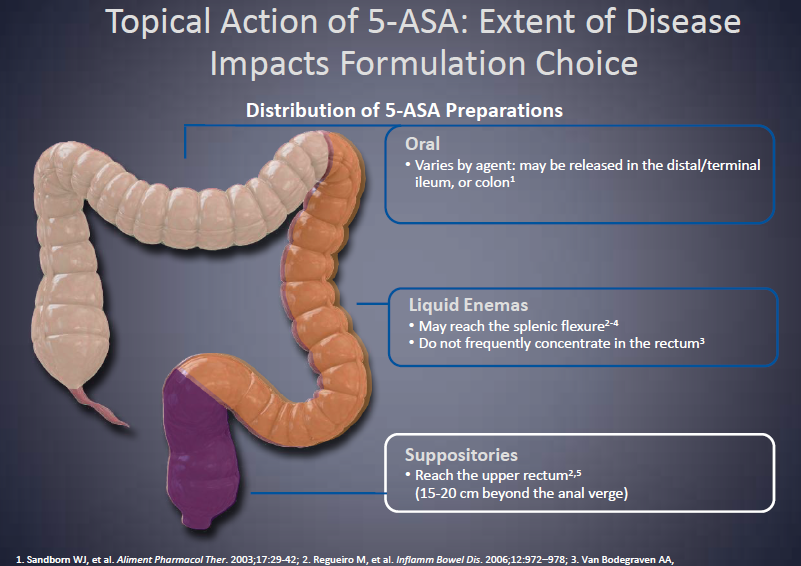 Topical Action of 5-ASA: Extent of Disease
Impacts Formulation Choice
Distribution of 5-ASA Preparations
Oral
• Varies by agent: may be released in the distal/terminal
ileum, or colon¹
Liquid Enemas
• May reach the splenic flexure²⁻⁴
• Do not frequently concentrate in the rectum³
Suppositories
• Reach the upper rectum²,⁵
(15-20 cm beyond the anal verge)
1. Sandborn WJ, et al. Aliment Pharmacol Ther. 2003;17:29-42; 2. Regueiro M, et al. Inflamm Bowel Dis. 2006;12:972–978; 3. Van Bodegraven AA,